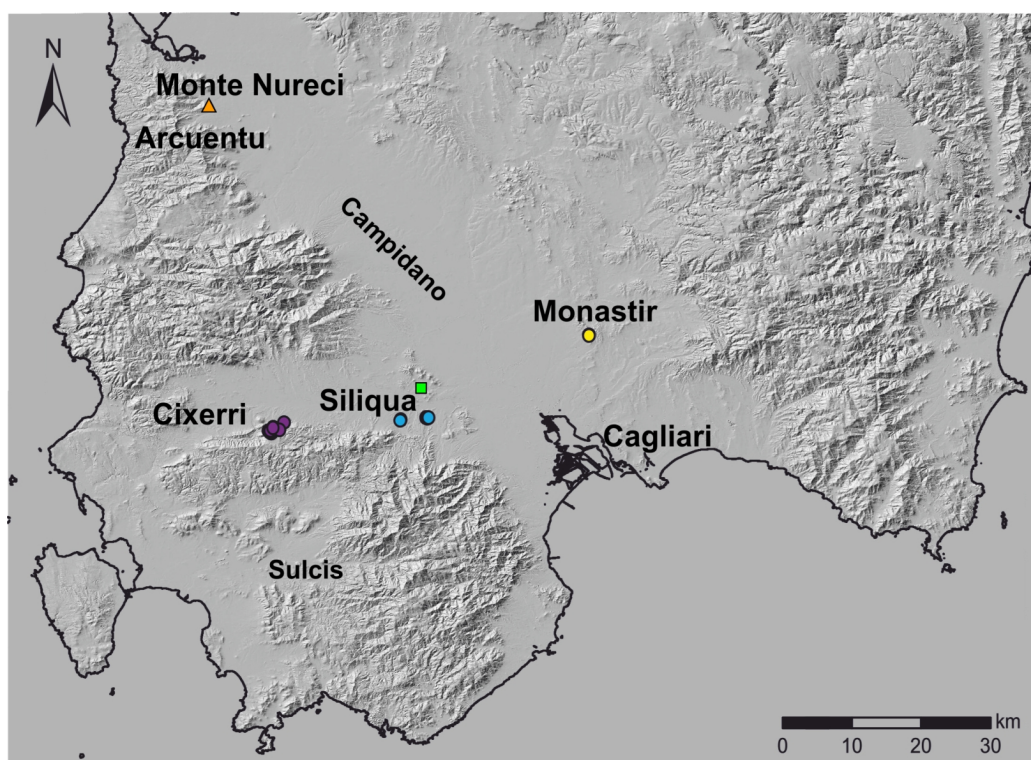 N
Monte Nureci
Arcuentu
Campidano
Monastir
Siliqua
Cixerri
Cagliari
Sulcis
km
0 10 20 30